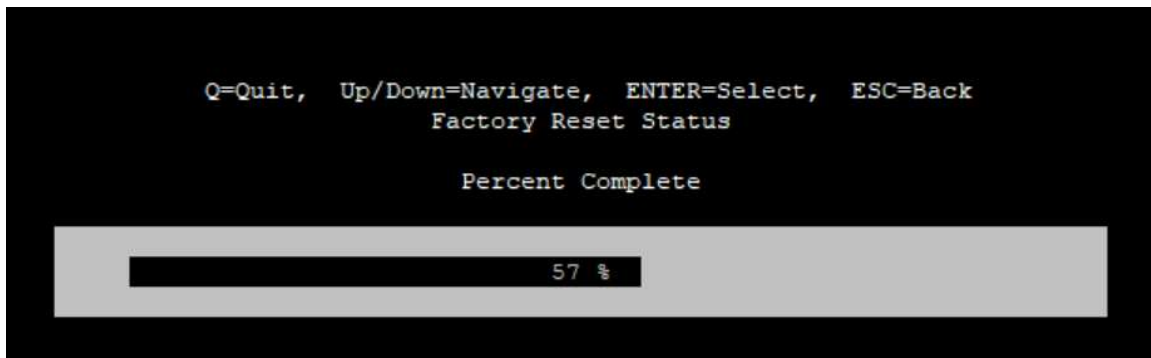 Q=Quit, Up/Down=Navigate, ENTER=Select, ESC=Back
Factory Reset Status
Percent Complete
57 %